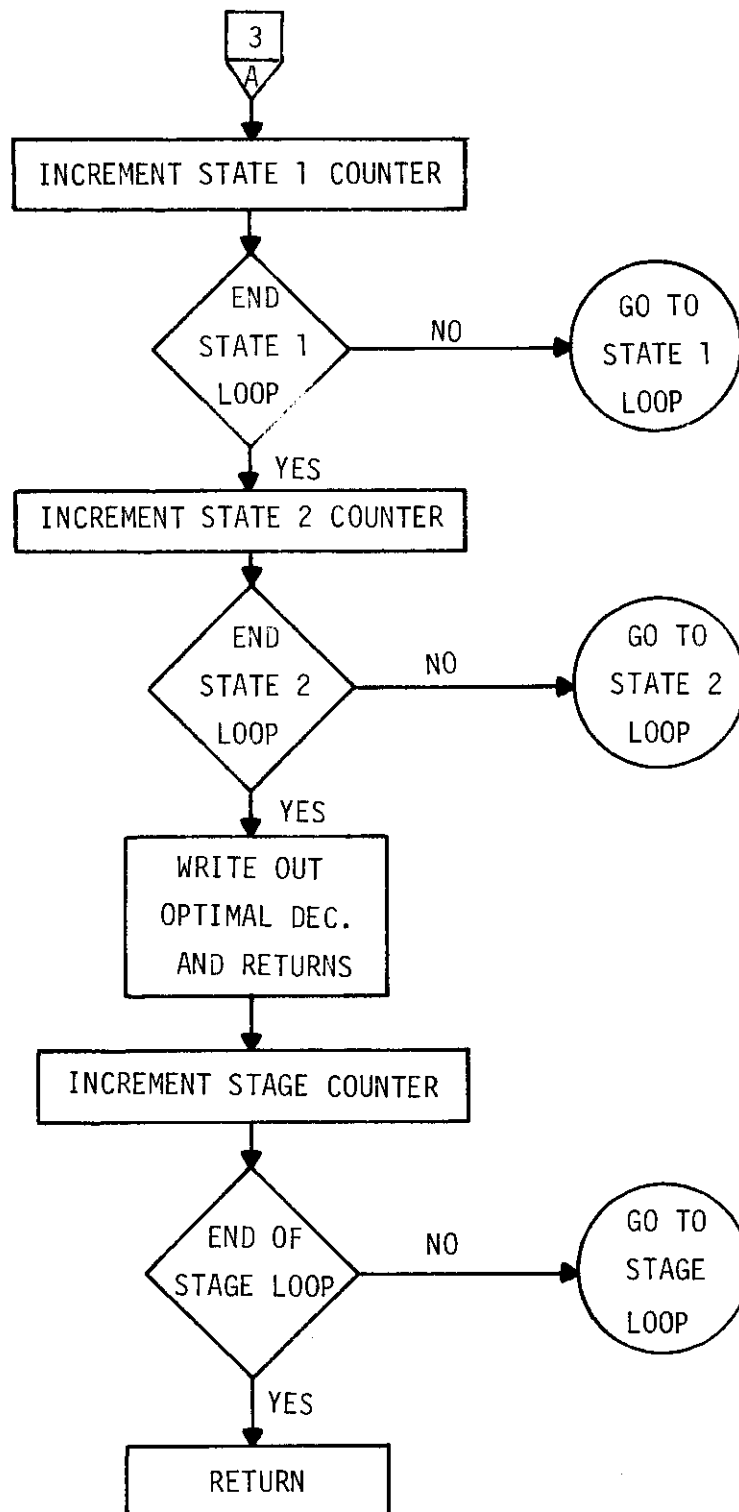 3
A
INCREMENT STATE 1 COUNTER
END
STATE 1
LOOP
NO
GO TO
STATE 1
LOOP
YES
INCREMENT STATE 2 COUNTER
END
STATE 2
LOOP
NO
GO TO
STATE 2
LOOP
YES
WRITE OUT
OPTIMAL DEC.
AND RETURNS
INCREMENT STAGE COUNTER
END OF
STAGE LOOP
NO
GO TO
STAGE
LOOP
YES
RETURN